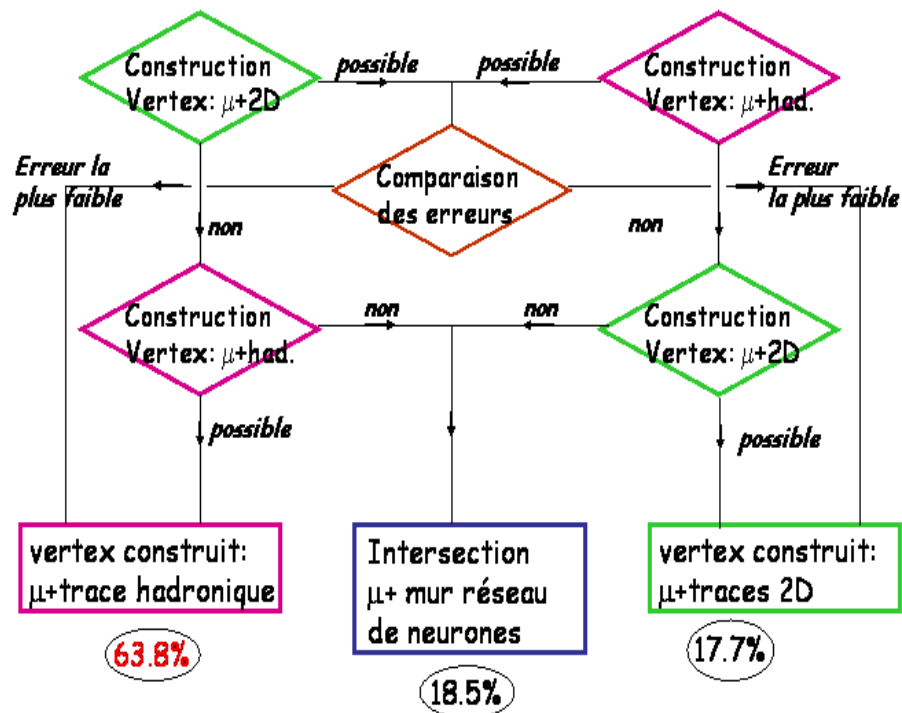 Construction
Vertex: μ+2D
possible
possible
Construction
Vertex: μ+had.
Erreur la
plus faible
Comparaison
des erreurs
Erreur
la plus faible
non
non
Construction
Vertex: μ+had.
non
non
Construction
Vertex: μ+2D
possible
possible
vertex construit:
μ+trace hadronique
Intersection
μ+ mur réseau
de neurones
vertex construit:
μ+traces 2D
63.8%
18.5%
17.7%